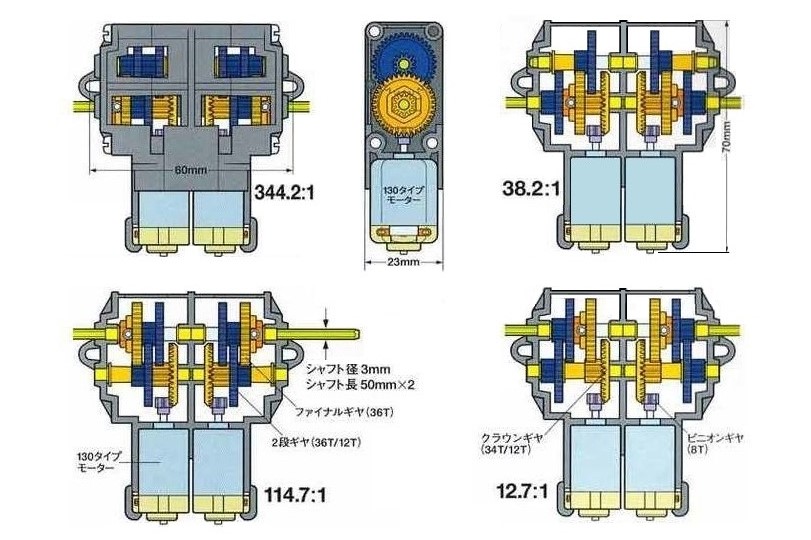 60mm
344.2:1
130タイプ
モーター
23mm
38.2:1
70mm
シャフト径 3mm
シャフト長 50mm×2
ファイナルギヤ(36T)
2段ギヤ(36T/12T)
130タイプ
モーター
114.7:1
クラウンギヤ
(34T/12T)
ピニオンギヤ
(8T)
12.7:1